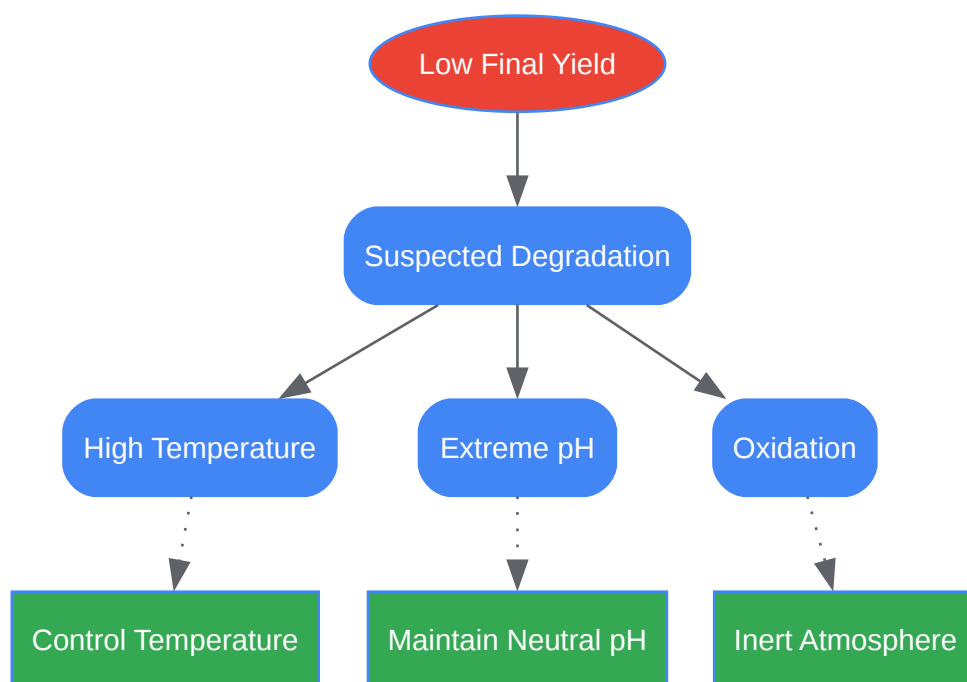 Low Final Yield
Suspected Degradation
High Temperature
Extreme pH
Oxidation
Control Temperature
Maintain Neutral pH
Inert Atmosphere